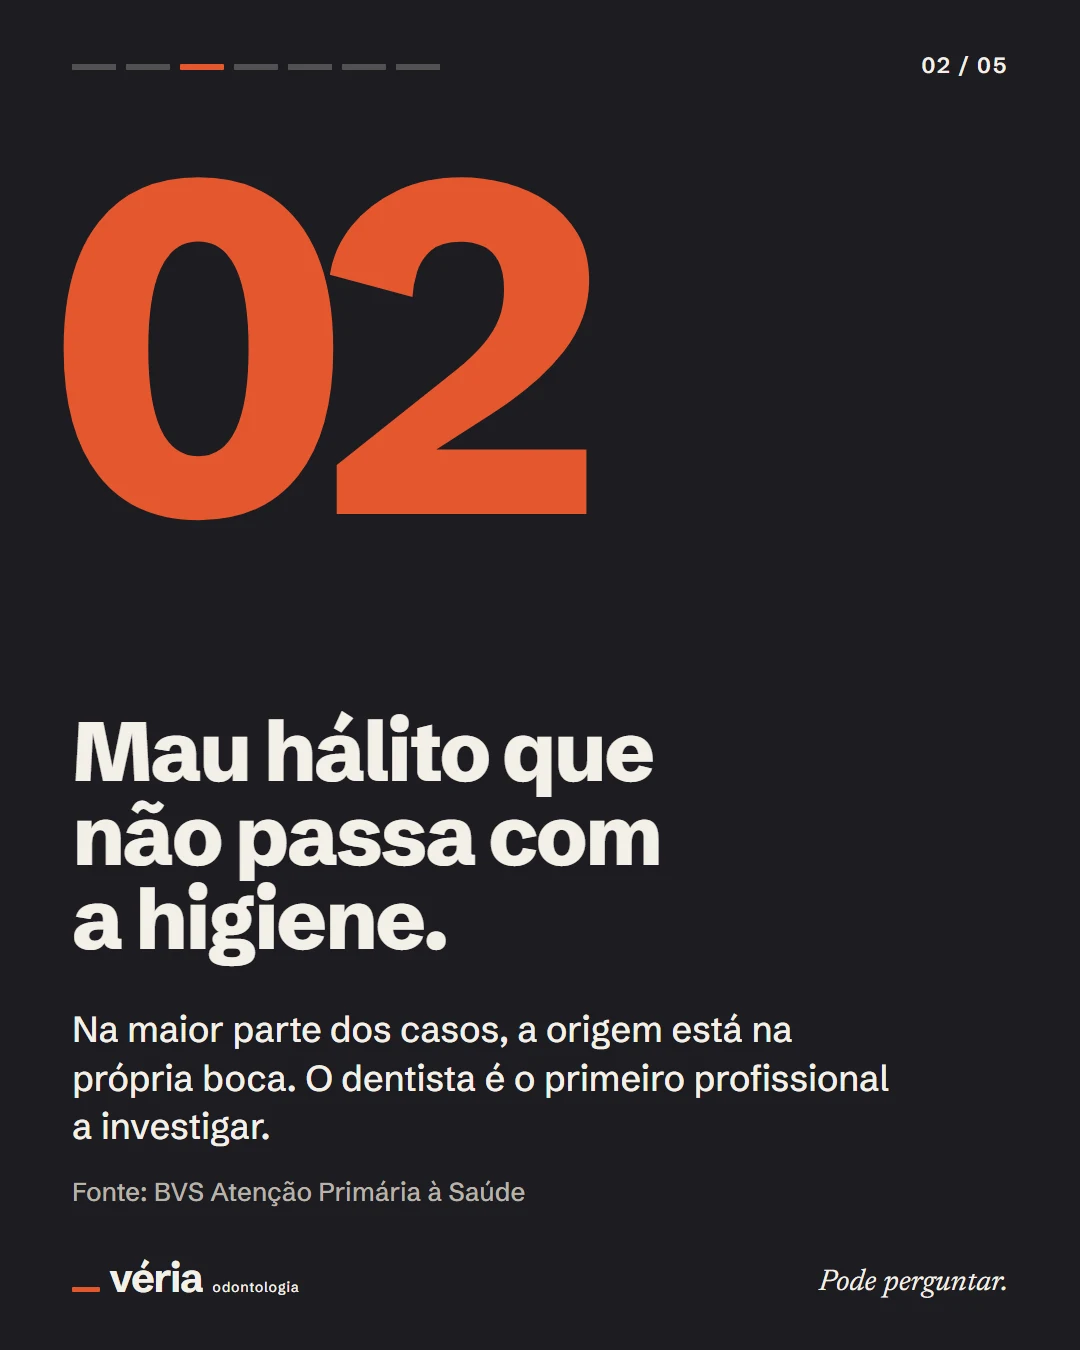 02 / 05
02
Mau hálito que
não passa com
a higiene.
Na maior parte dos casos, a origem está na
própria boca. O dentista é o primeiro profissional
a investigar.
Fonte: BVS Atenção Primária à Saúde
véria odontologia
Pode perguntar.